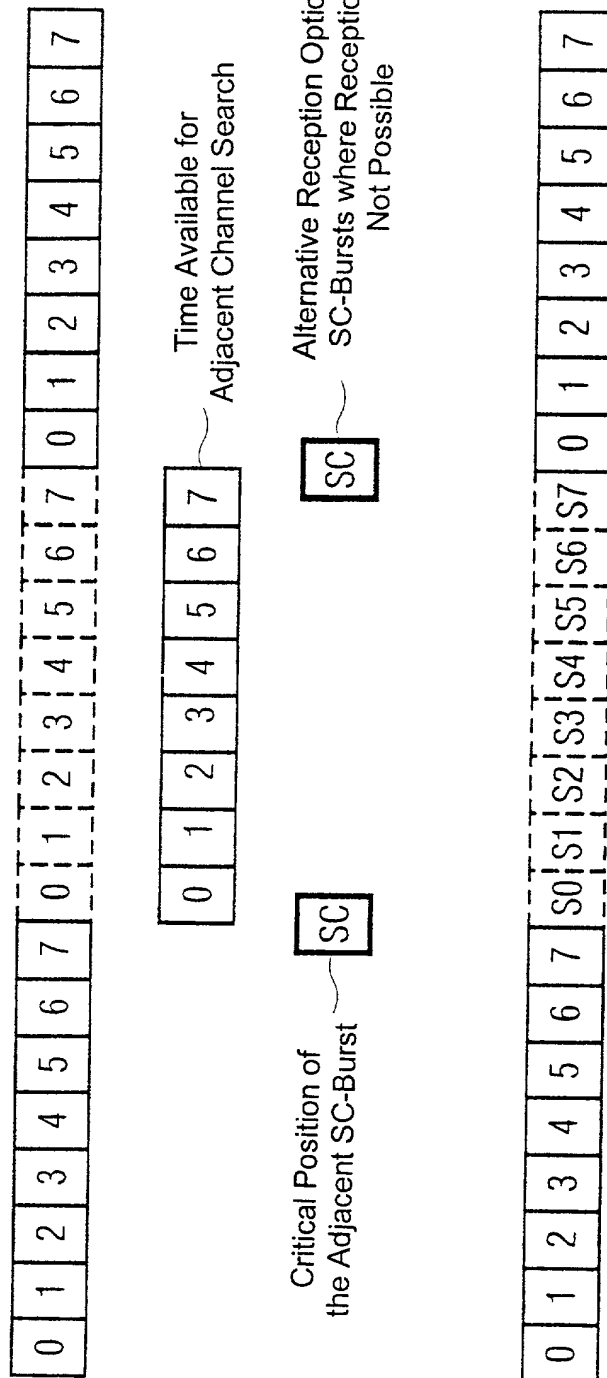 0 1 2 3 4 5 6 7 0 1 2 3 4 5 6 7 0 1 2 3 4 5 6 7
0 1 2 3 4 5 6 7
Time Available for
Adjacent Channel Search
Critical Position of
the Adjacent SC-Burst
SC
SC
Alternative Reception Optio
SC-Bursts where Receptio
Not Possible
0 1 2 3 4 5 6 7 S0 S1 S2 S3 S4 S5 S6 S7 0 1 2 3 4 5 6 7